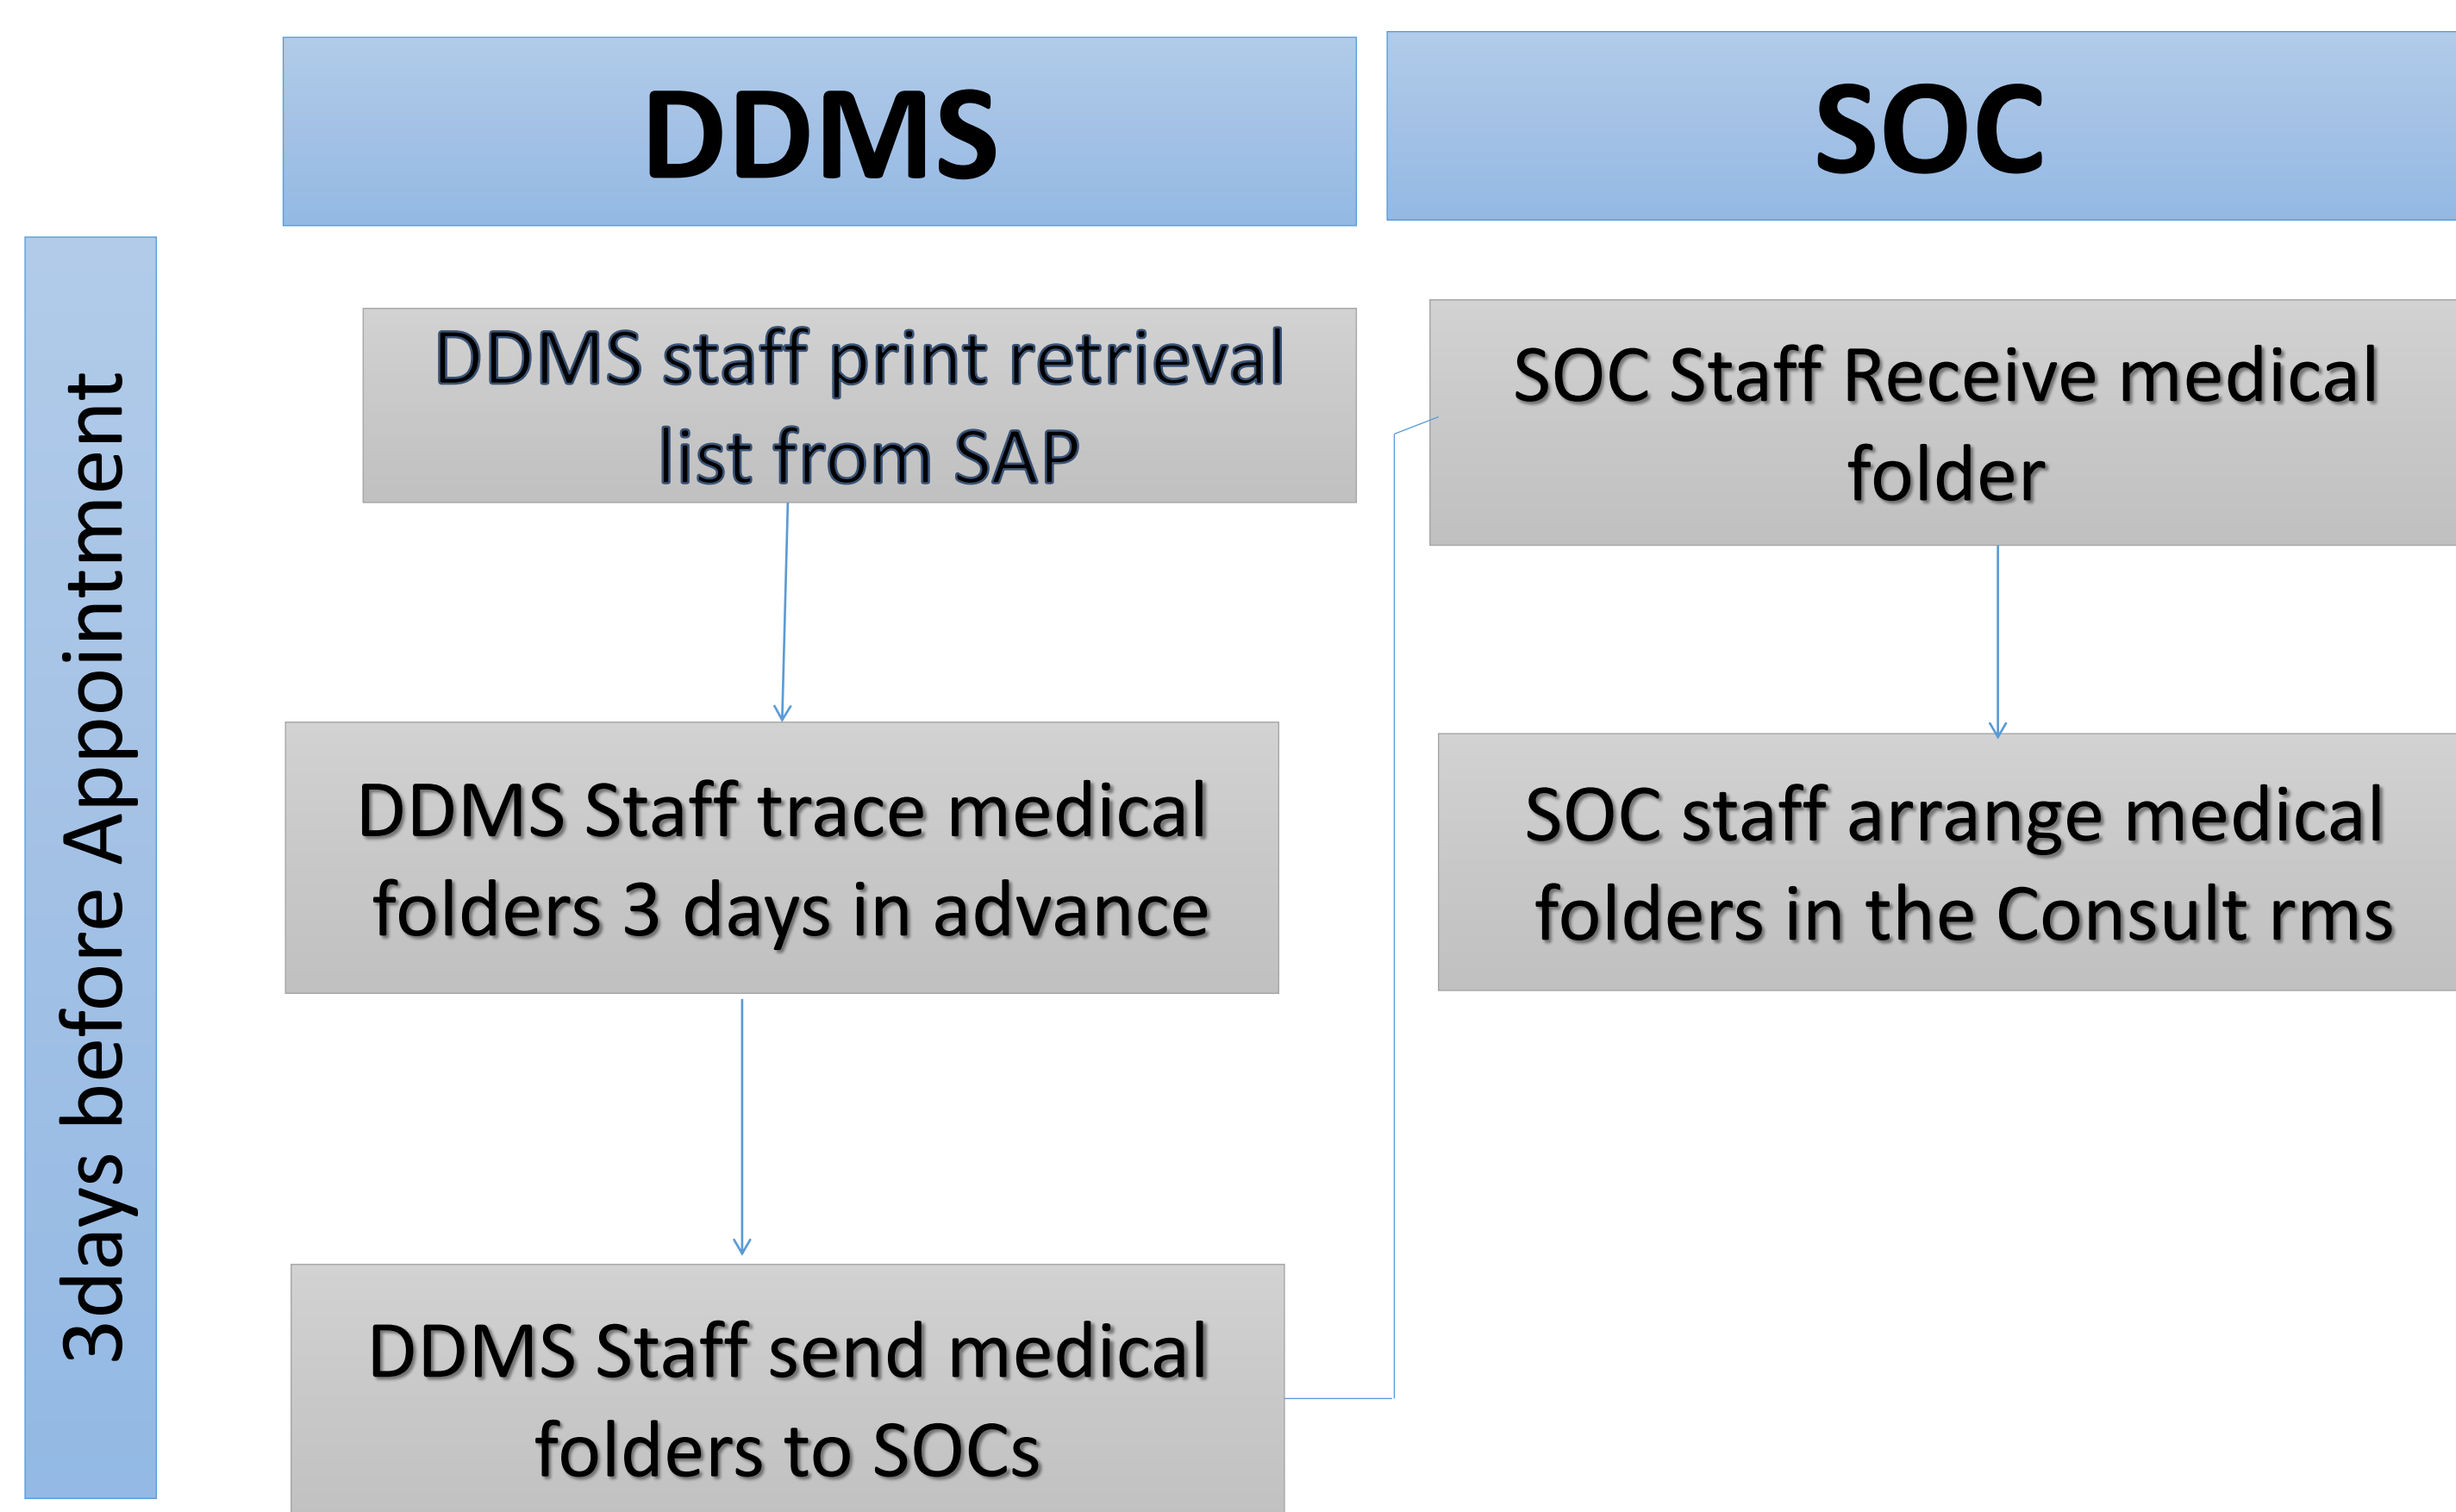 DDMS
SOC
3days before Appointment
DDMS staff print retrieval
list from SAP
DDMS Staff trace medical
folders 3 days in advance
DDMS Staff send medical
folders to SOCs
SOC Staff Receive medical
folder
SOC staff arrange medical
folders in the Consult rms